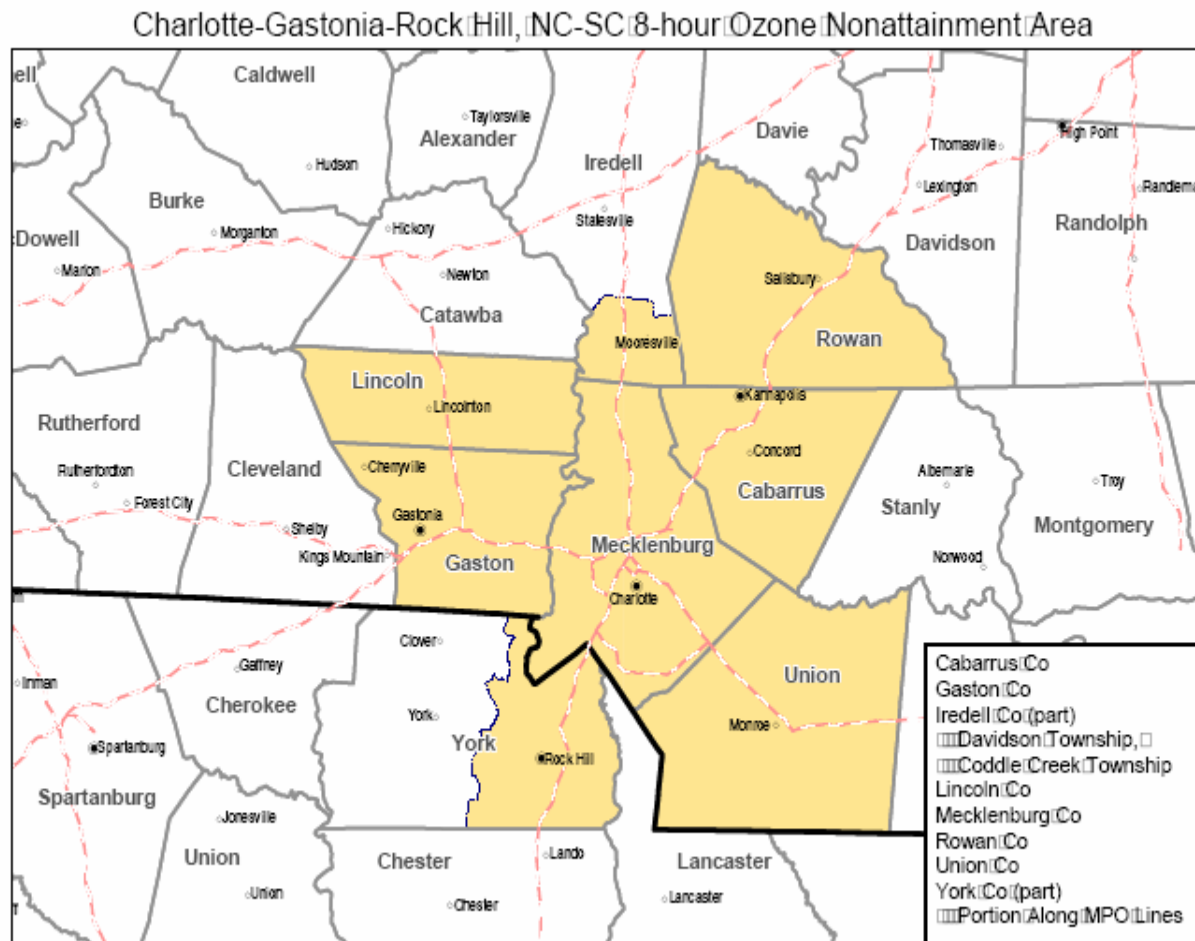 Charlotte-Gastonia-Rock Hill, NC-SC 8-hour Ozone Nonattainment Area
ell
Caldwell
Taylorsville
Alexander
Davie
Iredell
Thomasville
High Point
Hudson
Lexington
Randlema
Burke
Statesville
Hickory
Morganton
Randolph
cDowell
Davidson
Marion
Newton
Salisbury
Catawba
Mooresville
Rowan
Lincoln
Kannapolis
Lincolnton
Rutherford
Concord
Cherryville
Cleveland
Rutherfordton
Abemarle
Troy
Cabarrus
Forest City
Stanly
Gastonia
Montgomery
Shelby
Mecklenburg
Kings Mountain
Gaston
Norwood
Charlotte
Clover
Gaffrey
Union
Inman
Cherokee
York
Monroe
York
Spartanburg
Rock Hill
Spartanburg
Jonesville
Union
Chester
Lando
Lancaster
Union
Chester
Lancaster
Cabarrus Co
Gaston Co
Iredell Co (part)
Davidson Township,
Coddle Creek Township
Lincoln Co
Mecklenburg Co
Rowan Co
Union Co
York Co (part)
Portion Along MPO Lines